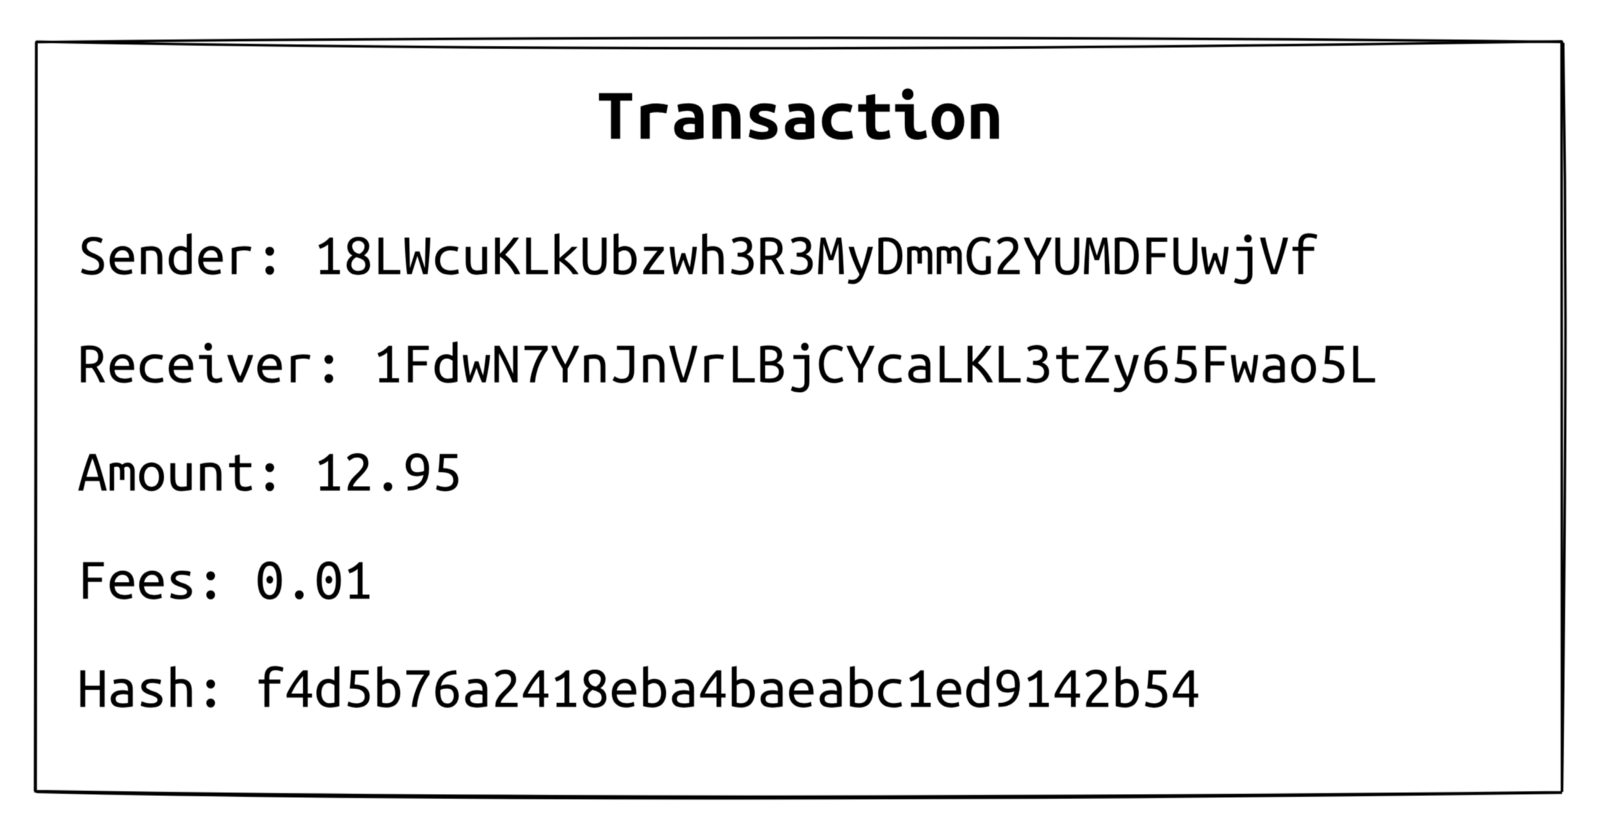 Transaction
Sender: 18LWcuKLkUbzwh3R3MyDmmG2YUMDFUwjVf
Receiver: 1FdwN7YnJnVrLBjCYcaLKL3tZy65Fwao5L
Amount: 12.95
Fees: 0.01
Hash: f4d5b76a2418eba4baeabc1ed9142b54